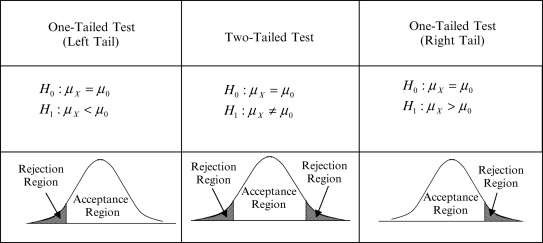 One-Tailed Test
(Left Tail)
Two-Tailed Test
One-Tailed Test
(Right Tail)
H₀ : μ_X = μ₀
H₁ : μ_X < μ₀
H₀ : μ_X = μ₀
H₁ : μ_X ≠ μ₀
H₀ : μ_X = μ₀
H₁ : μ_X > μ₀
Rejection
Region
Acceptance
Region
Rejection
Region
Acceptance
Region
Rejection
Region
Acceptance
Region
Rejection
Region